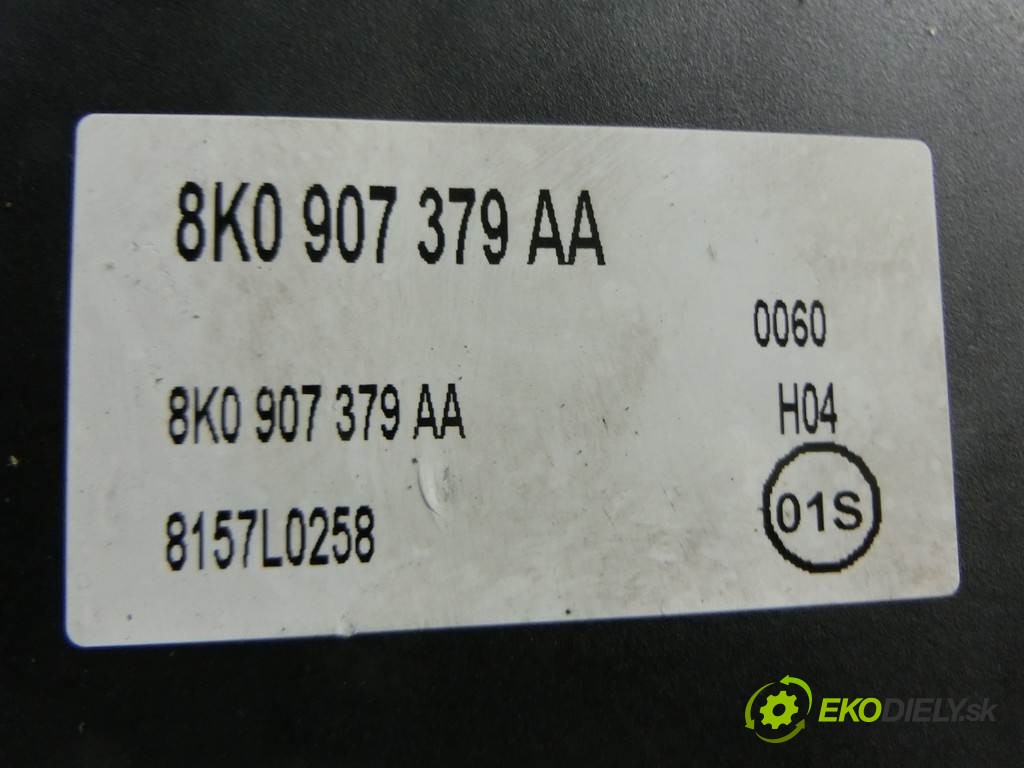 8K0 907 379 AA
0060
8K0 907 379 AA
H04
8157L0258
01S
EKODIELY.sk